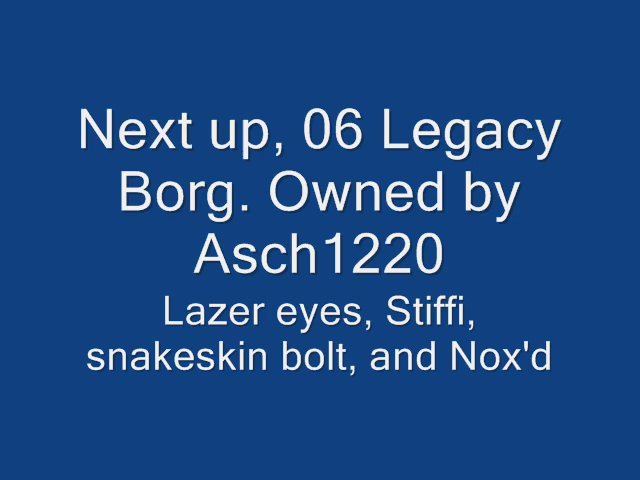 Next up, 06 Legacy
Borg. Owned by
Asch1220
Lazer eyes, Stiffi,
snakeskin bolt, and Nox'd